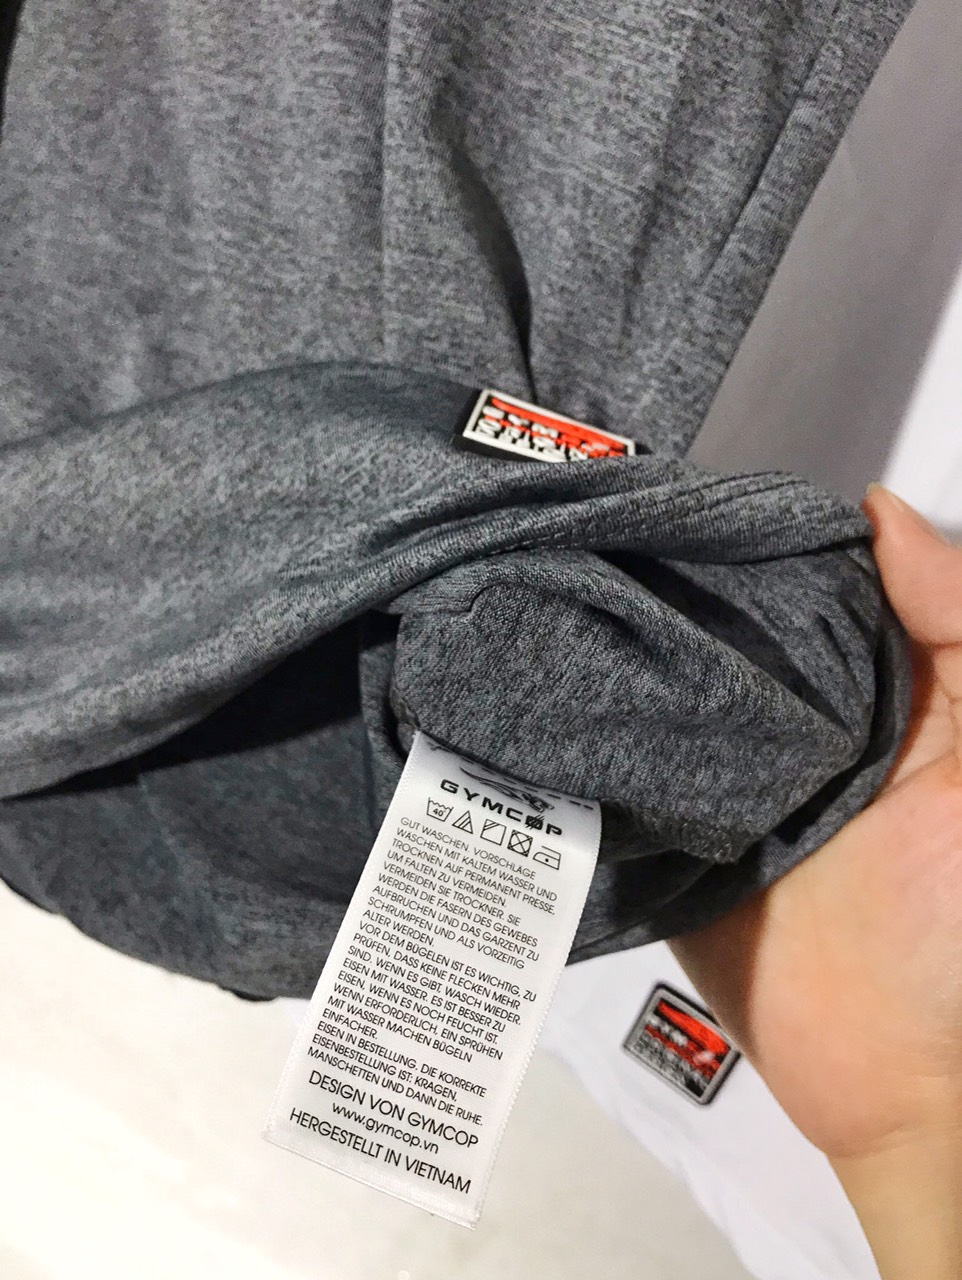 GYM
ORIGIN
GYMCOP
40°
GUT WASCHEN. VORSCHLÄGE
WASCHEN MIT KALTEM WASSER UND
TROCKNEN AUF PERMANENT PRESSE,
UM FALTEN ZU VERMEIDEN.
VERMEIDEN SIE TROCKNER. SIE
WERDEN DIE FASERN DES GEWEBES
AUFBRUCHEN UND DAS GARZENT ZU
SCHRUMPFEN UND ALS VORZEITIG
ALTER WERDEN.
VOR DEM BÜGELEN IST ES WICHTIG, ZU
PRÜFEN, DASS KEINE FLECKEN MEHR
SIND. WENN ES GIBT, WASCH WIEDER.
EISEN MIT WASSER. ES IST BESSER ZU
EISEN, WENN ES NOCH FEUCHT IST.
WENN ERFORDERLICH, EIN SPRÜHEN
MIT WASSER MACHEN BÜGELN
EINFACHER.
EISEN IN BESTELLUNG. DIE KORREKTE
EISENBESTELLUNG IST: KRAGEN,
MANSCHETTEN UND DANN DIE RUHE.
DESIGN VON GYMCOP
www.gymcop.vn
HERGESTELLT IN VIETNAM